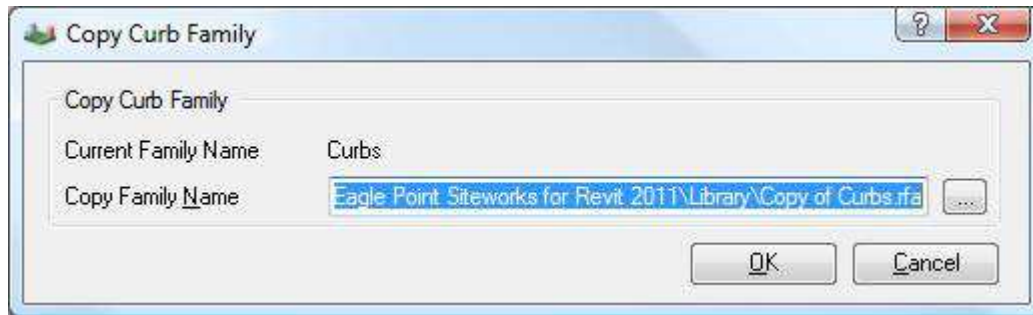 Copy Curb Family
Copy Curb Family
Current Family Name Curbs
Copy Family Name Eagle Point Siteworks for Revit 2011\Library\Copy of Curbs.rfa ...
OK Cancel